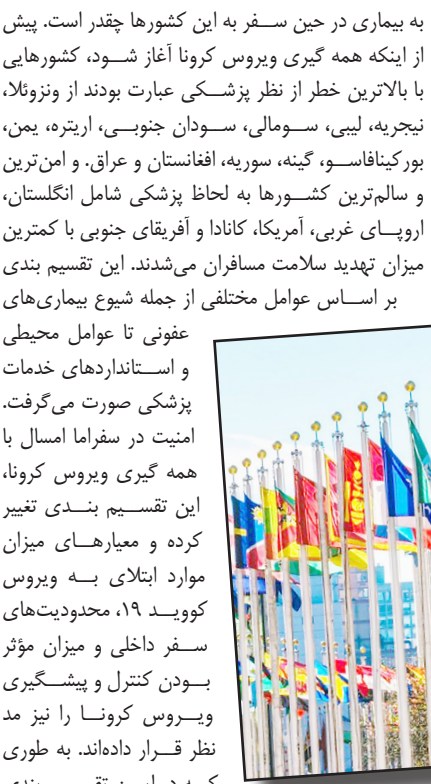 به بیماری در حین سفر به این کشورها چقدر است. پیش
از اینکه همه گیری ویروس کرونا آغاز شود، کشورهایی
با بالاترین خطر از نظر پزشکی عبارت بودند از ونزوئلا،
نیجریه، لیبی، سومالی، سودان جنوبی، اریتره، یمن،
بورکینافاسو، گینه، سوریه، افغانستان و عراق. و امن‌ترین
و سالم‌ترین کشورها به لحاظ پزشکی شامل انگلستان،
اروپای غربی، آمریکا، کانادا و آفریقای جنوبی با کمترین
میزان تهدید سلامت مسافران می‌شدند. این تقسیم بندی
بر اساس عوامل مختلفی از جمله شیوع بیماری‌های
عفونی تا عوامل محیطی
و استانداردهای خدمات
پزشکی صورت می‌گرفت.
امنیت در سفراما امسال با
همه گیری ویروس کرونا،
این تقسیم بندی تغییر
کرده و معیارهای میزان
موارد ابتلای به ویروس
کووید ۱۹، محدودیت‌های
سفر داخلی و میزان مؤثر
بودن کنترل و پیشگیری
ویروس کرونا را نیز مد
نظر قرار داده‌اند. به طوری